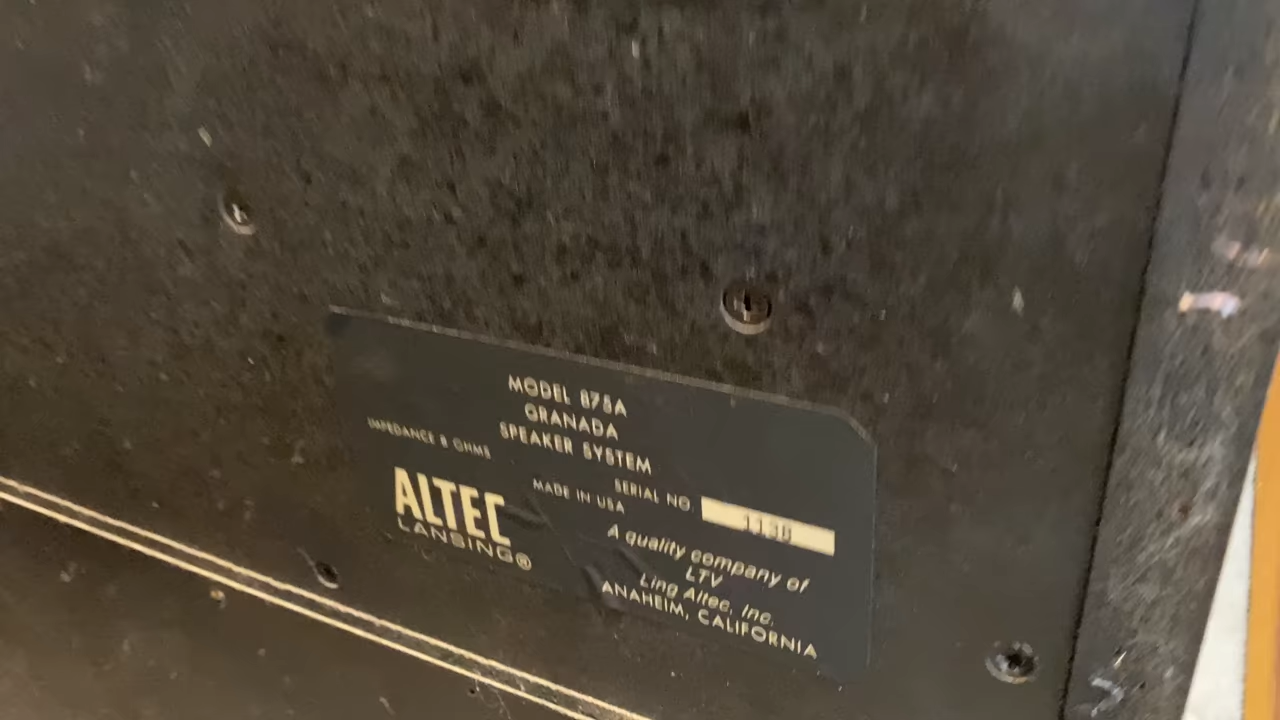 MODEL 875A
GRANADA
SPEAKER SYSTEM
IMPEDANCE 8 OHMS
ALTEC
LANSING®
MADE IN USA
SERIAL NO.
A quality company of
LTV
Ling Altec, Inc.
ANAHEIM, CALIFORNIA